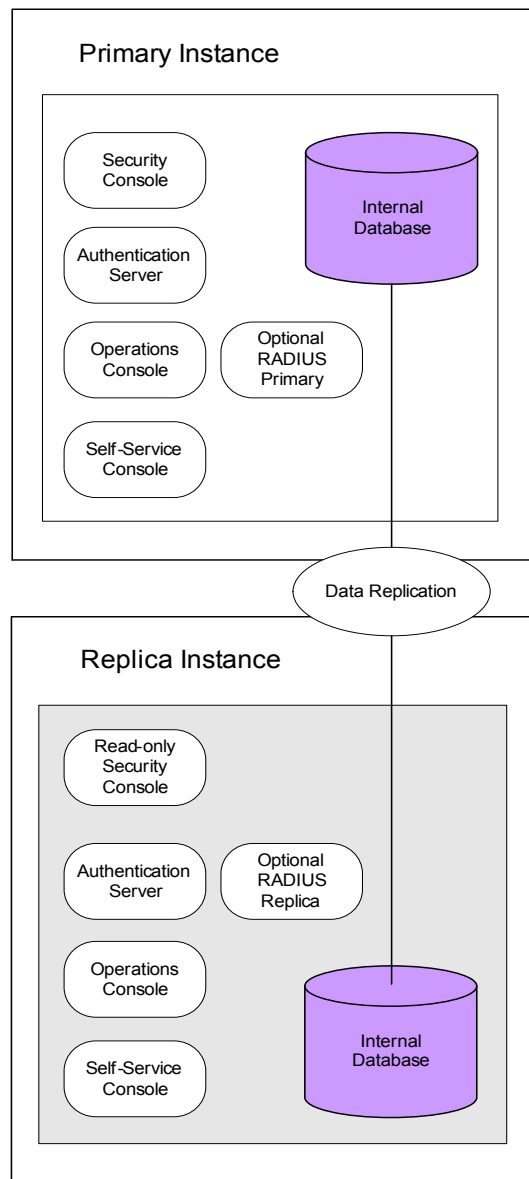 Primary Instance
Security
Console
Internal
Database
Authentication
Server
Operations
Console
Optional
RADIUS
Primary
Self-Service
Console
Data Replication
Replica Instance
Read-only
Security
Console
Authentication
Server
Optional
RADIUS
Replica
Operations
Console
Internal
Database
Self-Service
Console